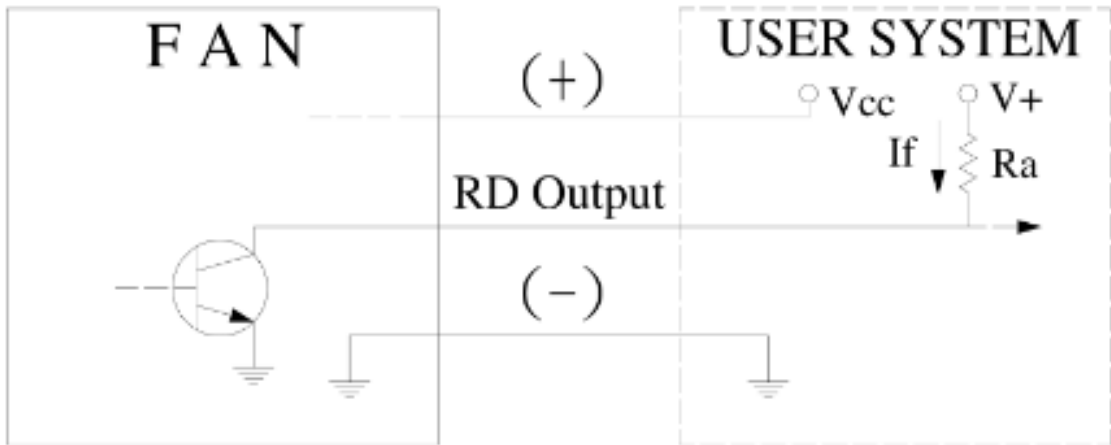 F A N
USER SYSTEM
(+)
Vcc
V+
If
Ra
RD Output
(-)